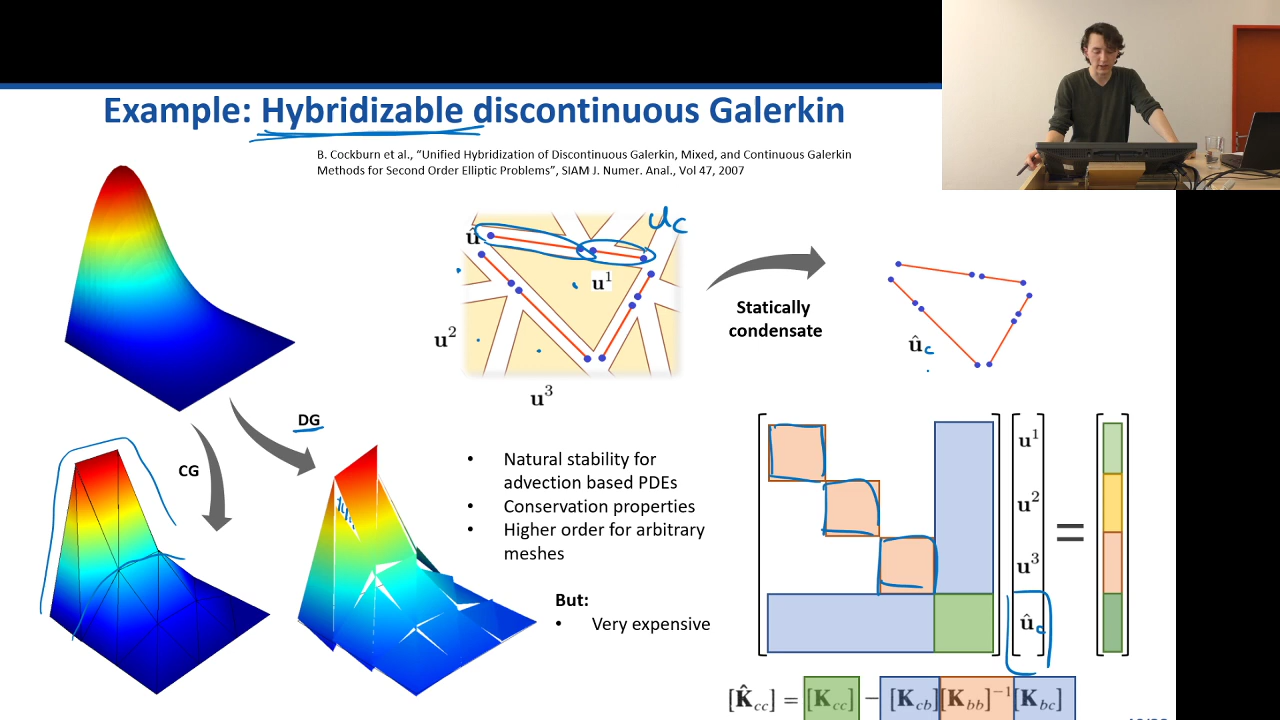 Example: Hybridizable discontinuous Galerkin
B. Cockburn et al., “Unified Hybridization of Discontinuous Galerkin, Mixed, and Continuous Galerkin
Methods for Second Order Elliptic Problems”, SIAM J. Numer. Anal., Vol 47, 2007
u_c
û
u¹
u²
u³
Statically
condensate
û_c
DG
CG
• Natural stability for
advection based PDEs
• Conservation properties
• Higher order for arbitrary
meshes
But:
• Very expensive
u¹
u²
u³
û_c
=
[K̂_cc] = [K_cc] − [K_cb][K_bb]⁻¹[K_bc]